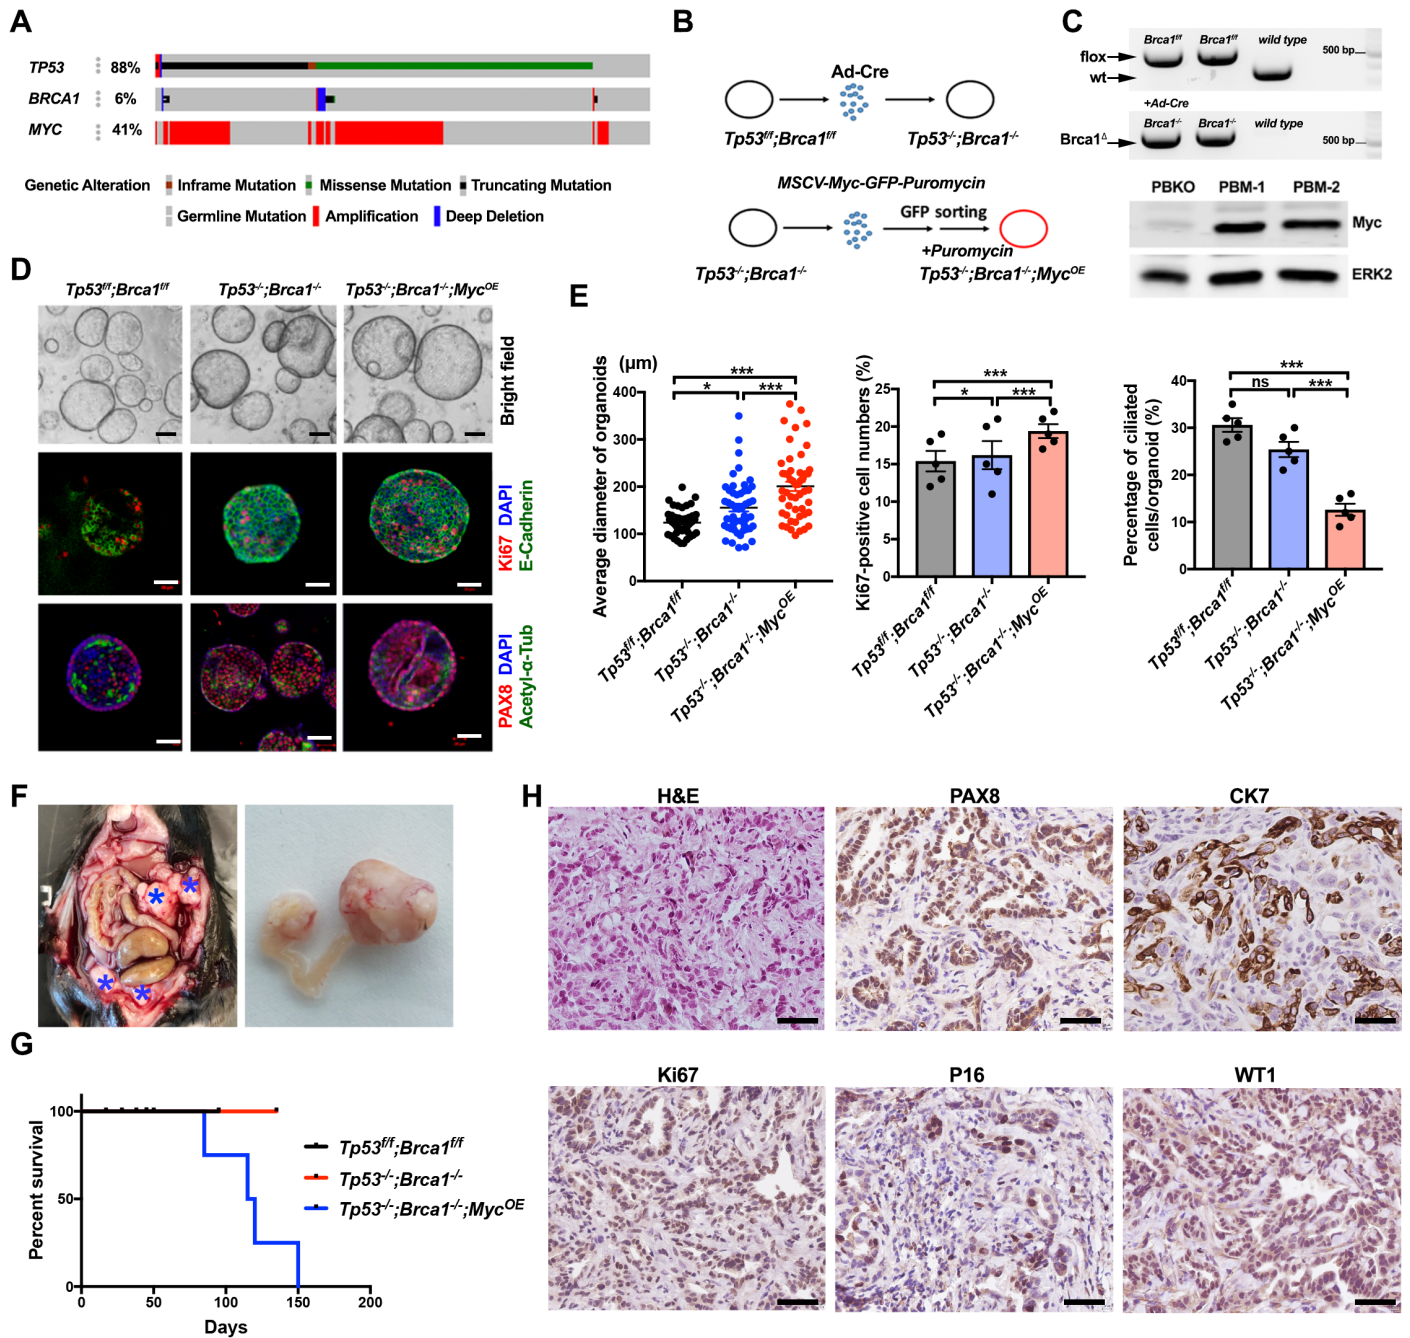 A
TP53 88%
BRCA1 6%
MYC 41%
Genetic Alteration
Inframe Mutation
Missense Mutation
Truncating Mutation
Germline Mutation
Amplification
Deep Deletion
B
Ad-Cre
Tp53f/f;Brca1f/f
Tp53-/-;Brca1-/-
MSCV-Myc-GFP-Puromycin
GFP sorting
+Puromycin
Tp53-/-;Brca1-/-
Tp53-/-;Brca1-/-;MycOE
C
Brca1f/f Brca1f/f wild type
flox
wt
500 bp
+Ad-Cre
Brca1-/- Brca1-/- wild type
Brca1Δ
500 bp
PBKO PBM-1 PBM-2
Myc
ERK2
D
Tp53f/f;Brca1f/f
Tp53-/-;Brca1-/-
Tp53-/-;Brca1-/-;MycOE
Bright field
Ki67 DAPI
E-Cadherin
PAX8 DAPI
Acetyl-α-Tub
E
(μm)
Average diameter of organoids
400
300
200
100
0
***
* ***
Tp53f/f;Brca1f/f
Tp53-/-;Brca1-/-
Tp53-/-;Brca1-/-;MycOE
Ki67-positive cell numbers (%)
25
20
15
10
5
0
***
* ***
Tp53f/f;Brca1f/f
Tp53-/-;Brca1-/-
Tp53-/-;Brca1-/-;MycOE
Percentage of ciliated
cells/organoid (%)
40
30
20
10
0
***
ns ***
Tp53f/f;Brca1f/f
Tp53-/-;Brca1-/-
Tp53-/-;Brca1-/-;MycOE
F
* *
* *
G
Percent survival
100
50
0
0 50 100 150 200
Days
Tp53f/f;Brca1f/f
Tp53-/-;Brca1-/-
Tp53-/-;Brca1-/-;MycOE
H
H&E
PAX8
CK7
Ki67
P16
WT1